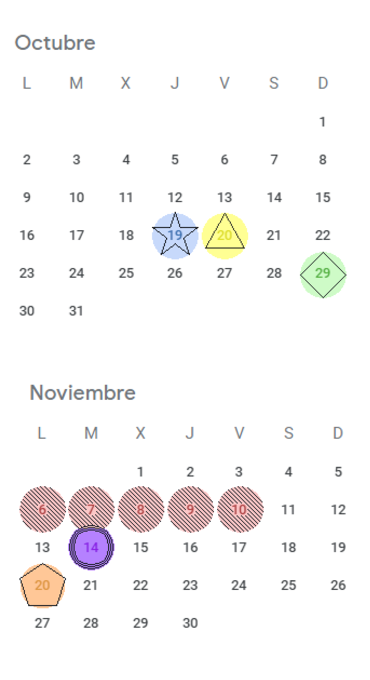 Octubre
L M X J V S D
1
2 3 4 5 6 7 8
9 10 11 12 13 14 15
16 17 18 19 20 21 22
23 24 25 26 27 28 29
30 31
Noviembre
L M X J V S D
1 2 3 4 5
6 7 8 9 10 11 12
13 14 15 16 17 18 19
20 21 22 23 24 25 26
27 28 29 30